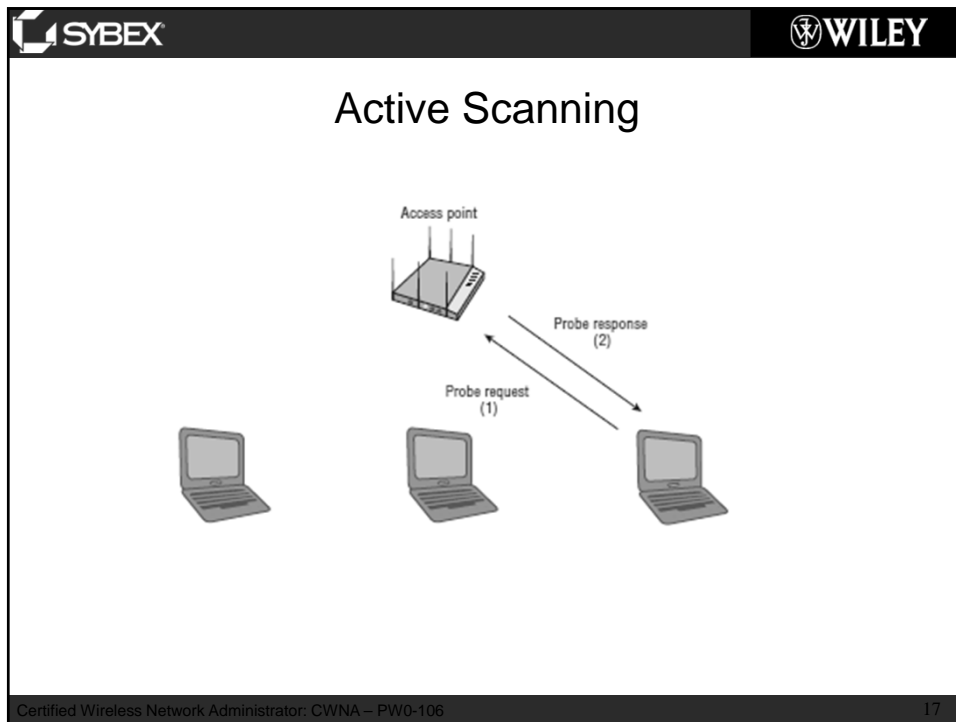 SYBEX
WILEY
Active Scanning
Access point
Probe response
(2)
Probe request
(1)
Certified Wireless Network Administrator: CWNA – PW0-106
17